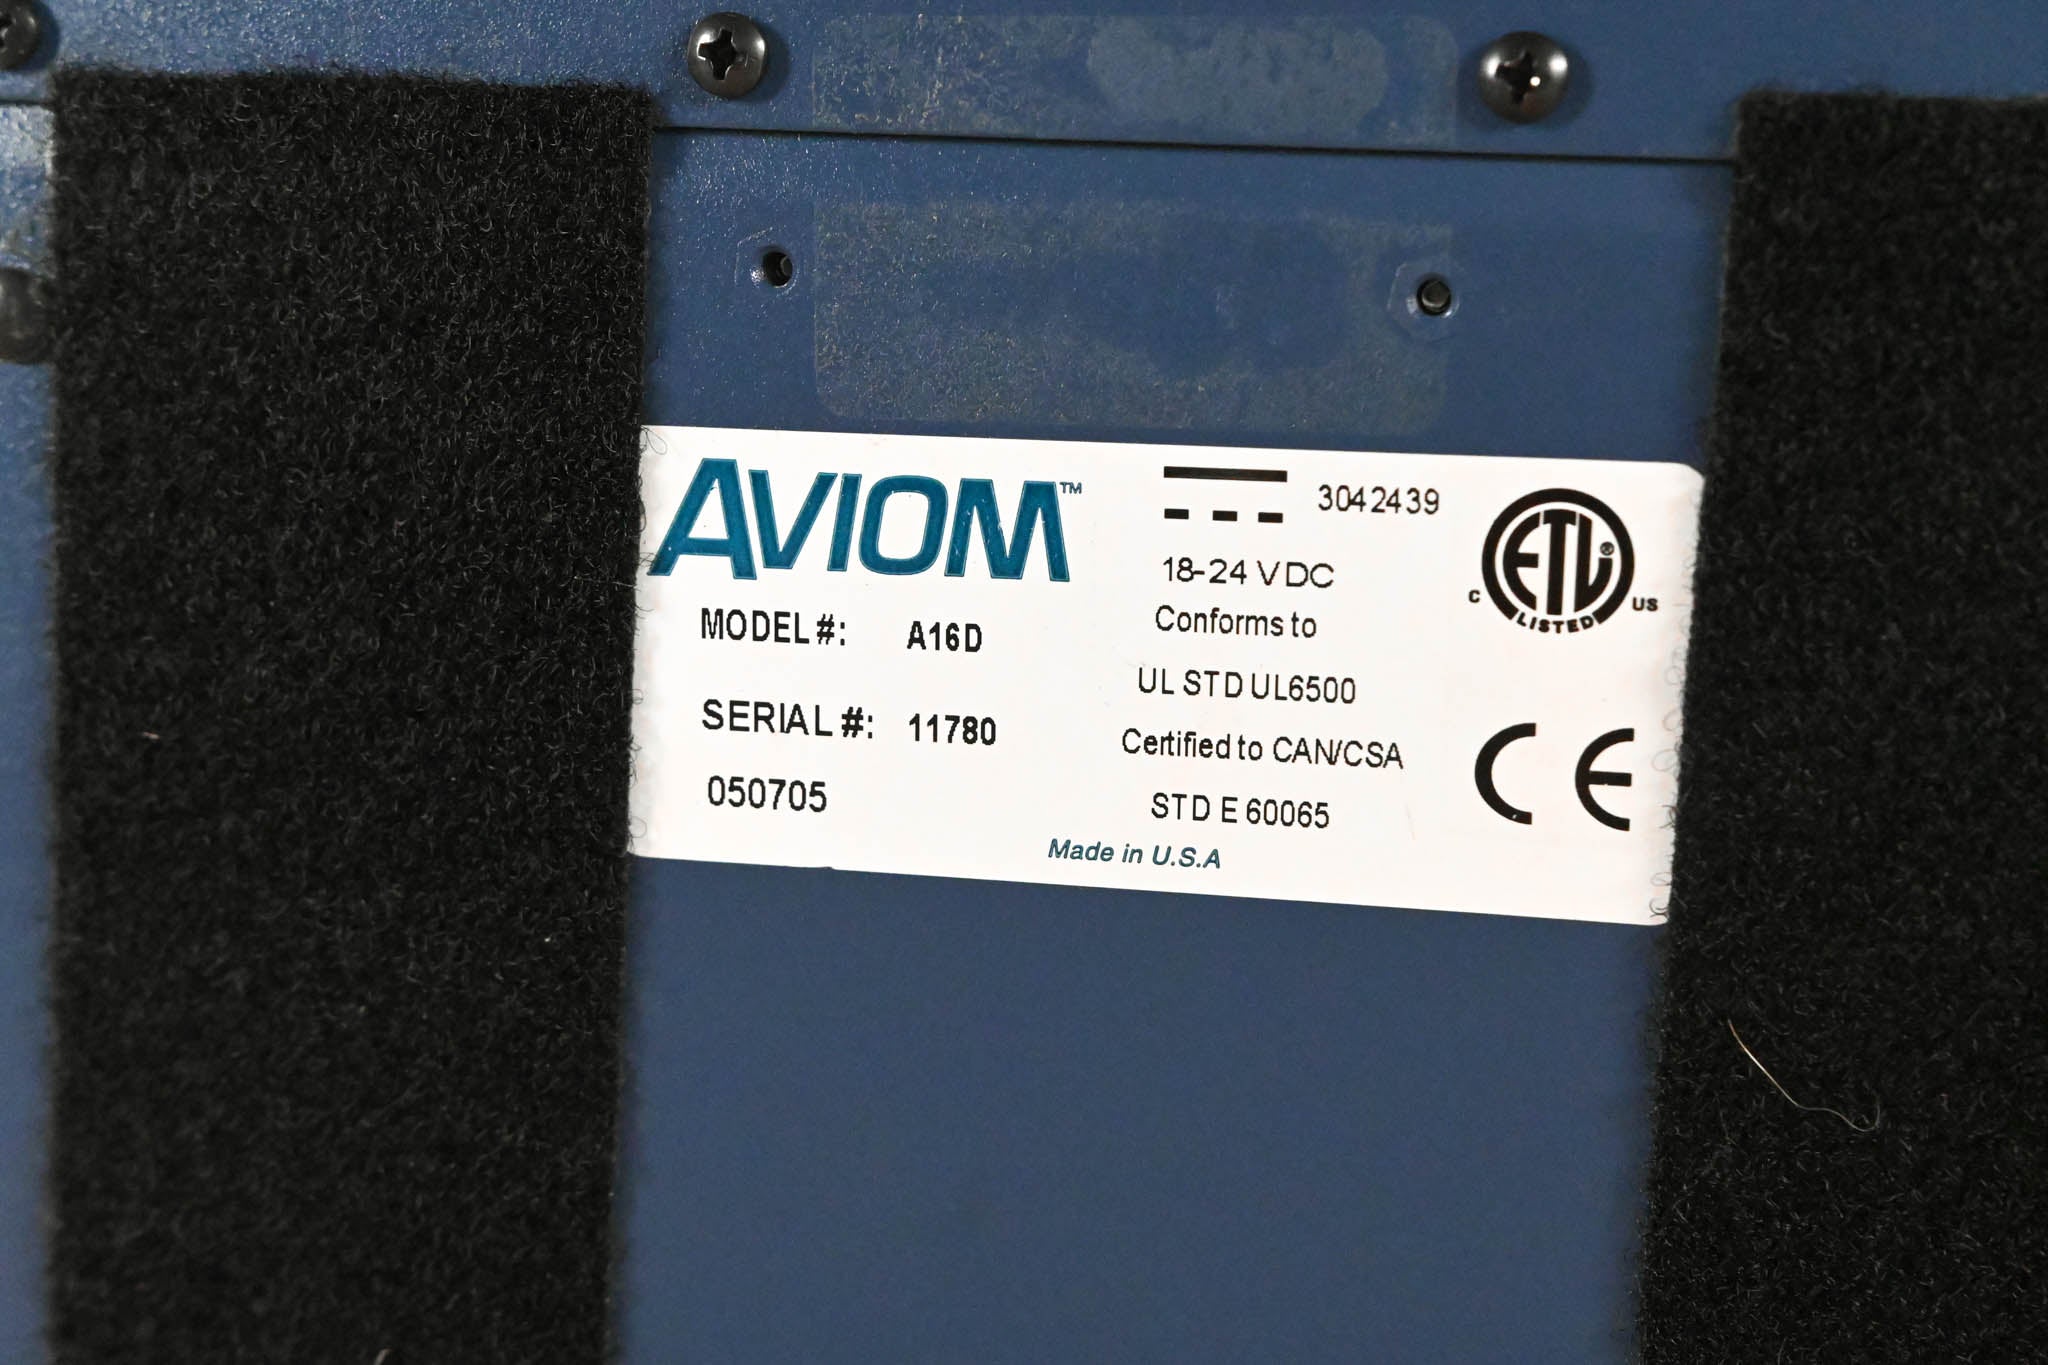 AVIOM™
MODEL #: A16D
SERIAL #: 11780
050705
3042439
18-24 VDC
Conforms to
UL STD UL6500
Certified to CAN/CSA
STD E 60065
Made in U.S.A
C ETL® US
LISTED
CE